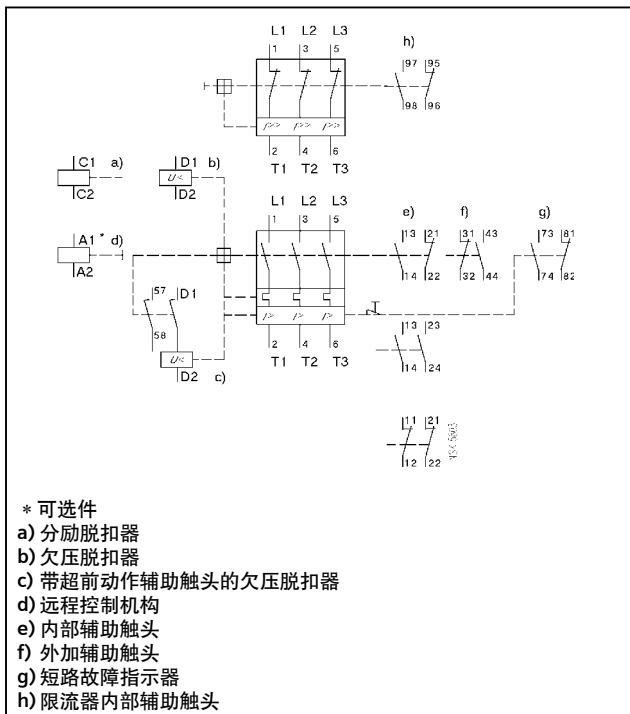 L1 L2 L3
1 3 5
h)
97 95
98 96
I>> I>> I>>
2 4 6
T1 T2 T3
C1 a)
C2
D1 b)
U<
D2
L1 L2 L3
1 3 5
A1 * d)
A2
e)
13 21
14 22
f)
31 43
32 44
g)
73 81
74 82
57 D1
58
U<
D2 c)
I> I> I>
2 4 6
T1 T2 T3
13 23
14 24
11 21
12 22
* 可选件
a) 分励脱扣器
b) 欠压脱扣器
c) 带超前动作辅助触头的欠压脱扣器
d) 远程控制机构
e) 内部辅助触头
f) 外加辅助触头
g) 短路故障指示器
h) 限流器内部辅助触头